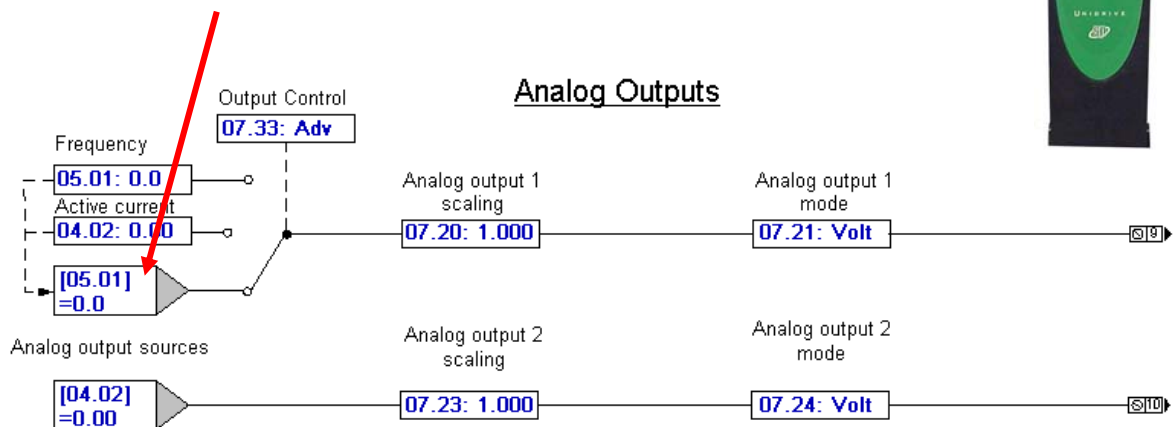 UNIDRIVE
Analog Outputs
Output Control
07.33: Adv
Frequency
05.01: 0.0
Active current
04.02: 0.00
[05.01]
=0.0
Analog output 1
scaling
07.20: 1.000
Analog output 1
mode
07.21: Volt
9
Analog output sources
[04.02]
=0.00
Analog output 2
scaling
07.23: 1.000
Analog output 2
mode
07.24: Volt
10